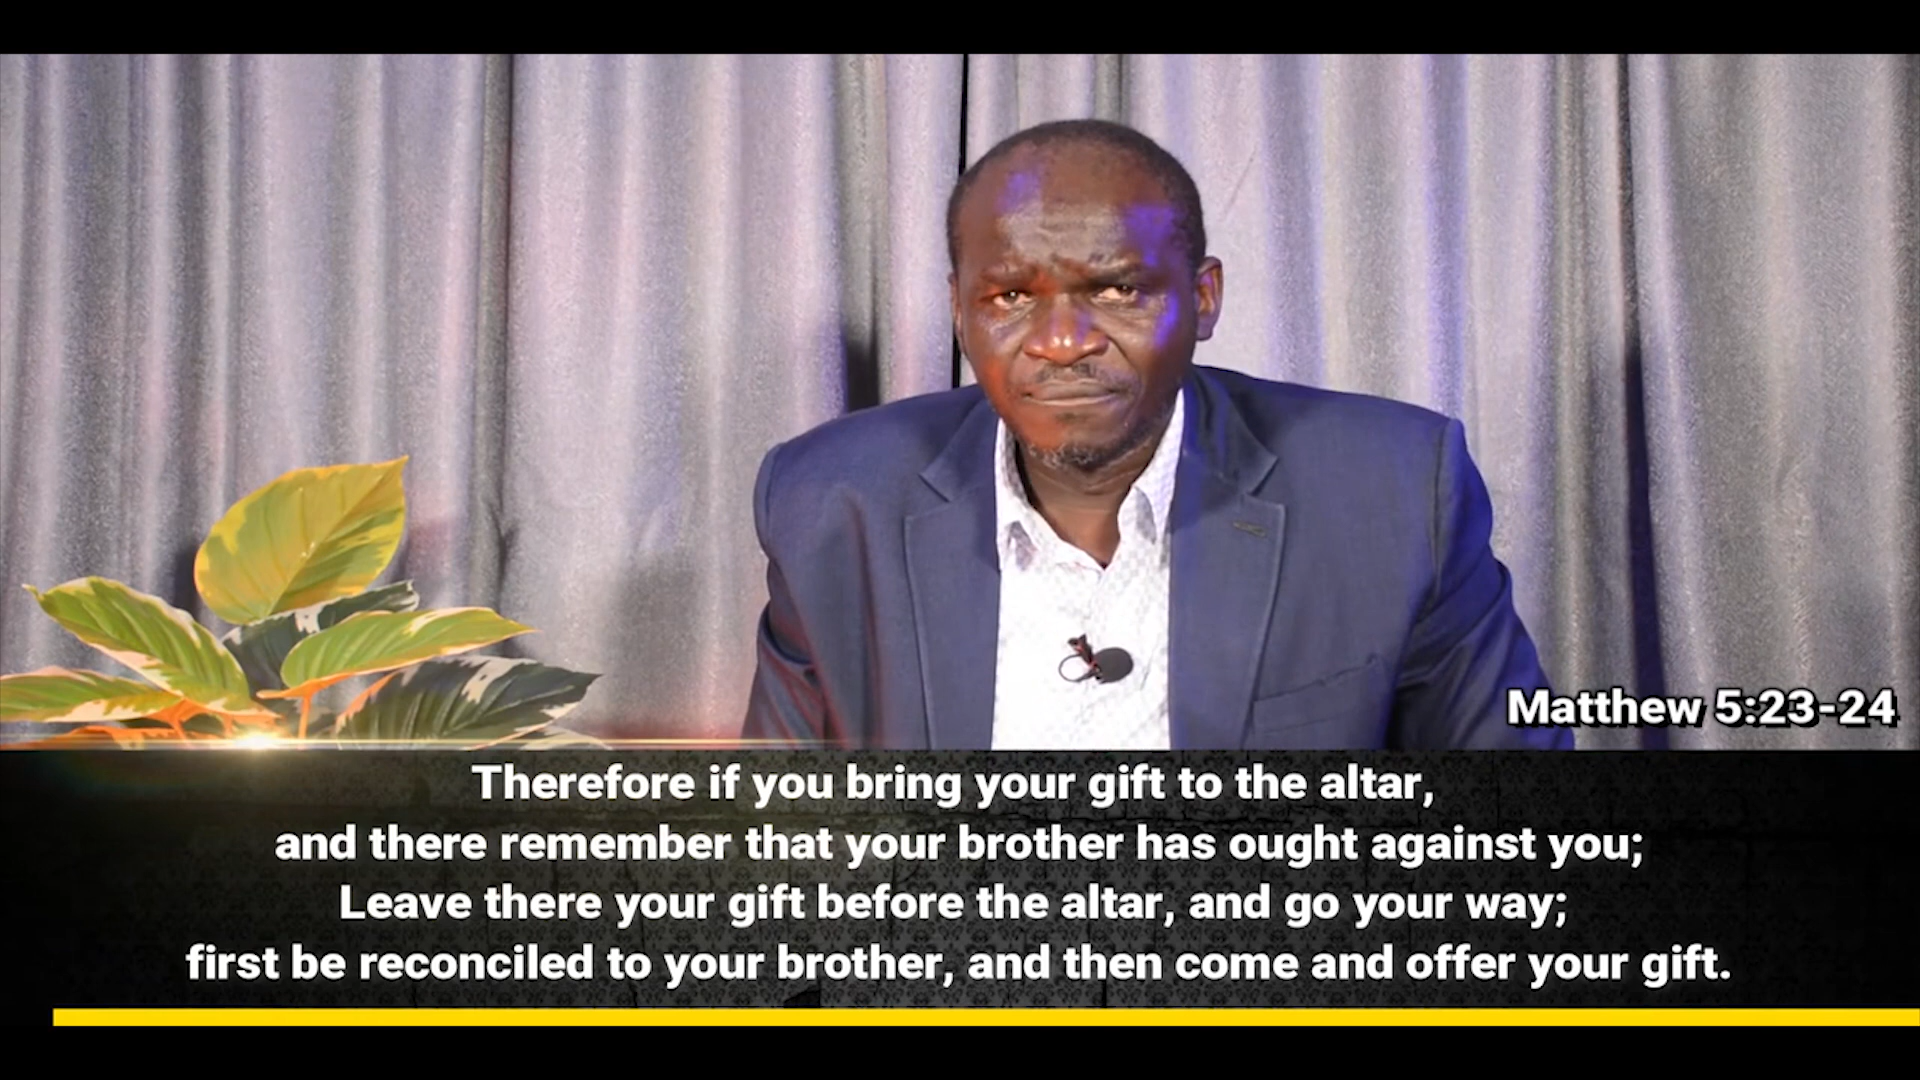 Matthew 5:23-24
Therefore if you bring your gift to the altar,
and there remember that your brother has ought against you;
Leave there your gift before the altar, and go your way;
first be reconciled to your brother, and then come and offer your gift.